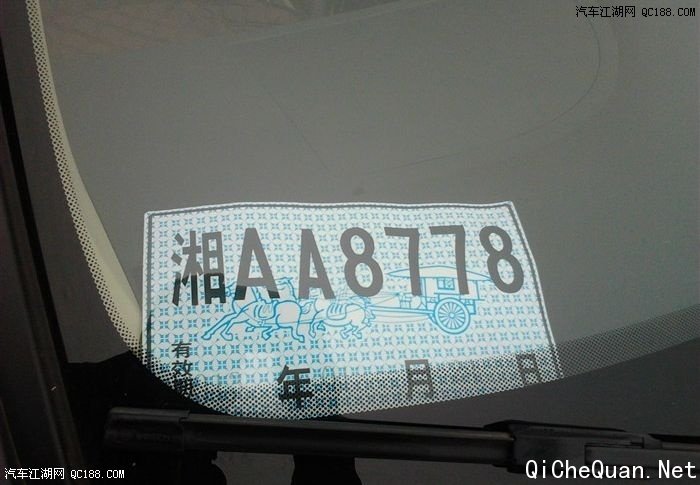 汽车江湖网 QC188.COM
湘AA8778
有效
年 月 日
汽车江湖网 QC188.COM
QiCheQuan.Net